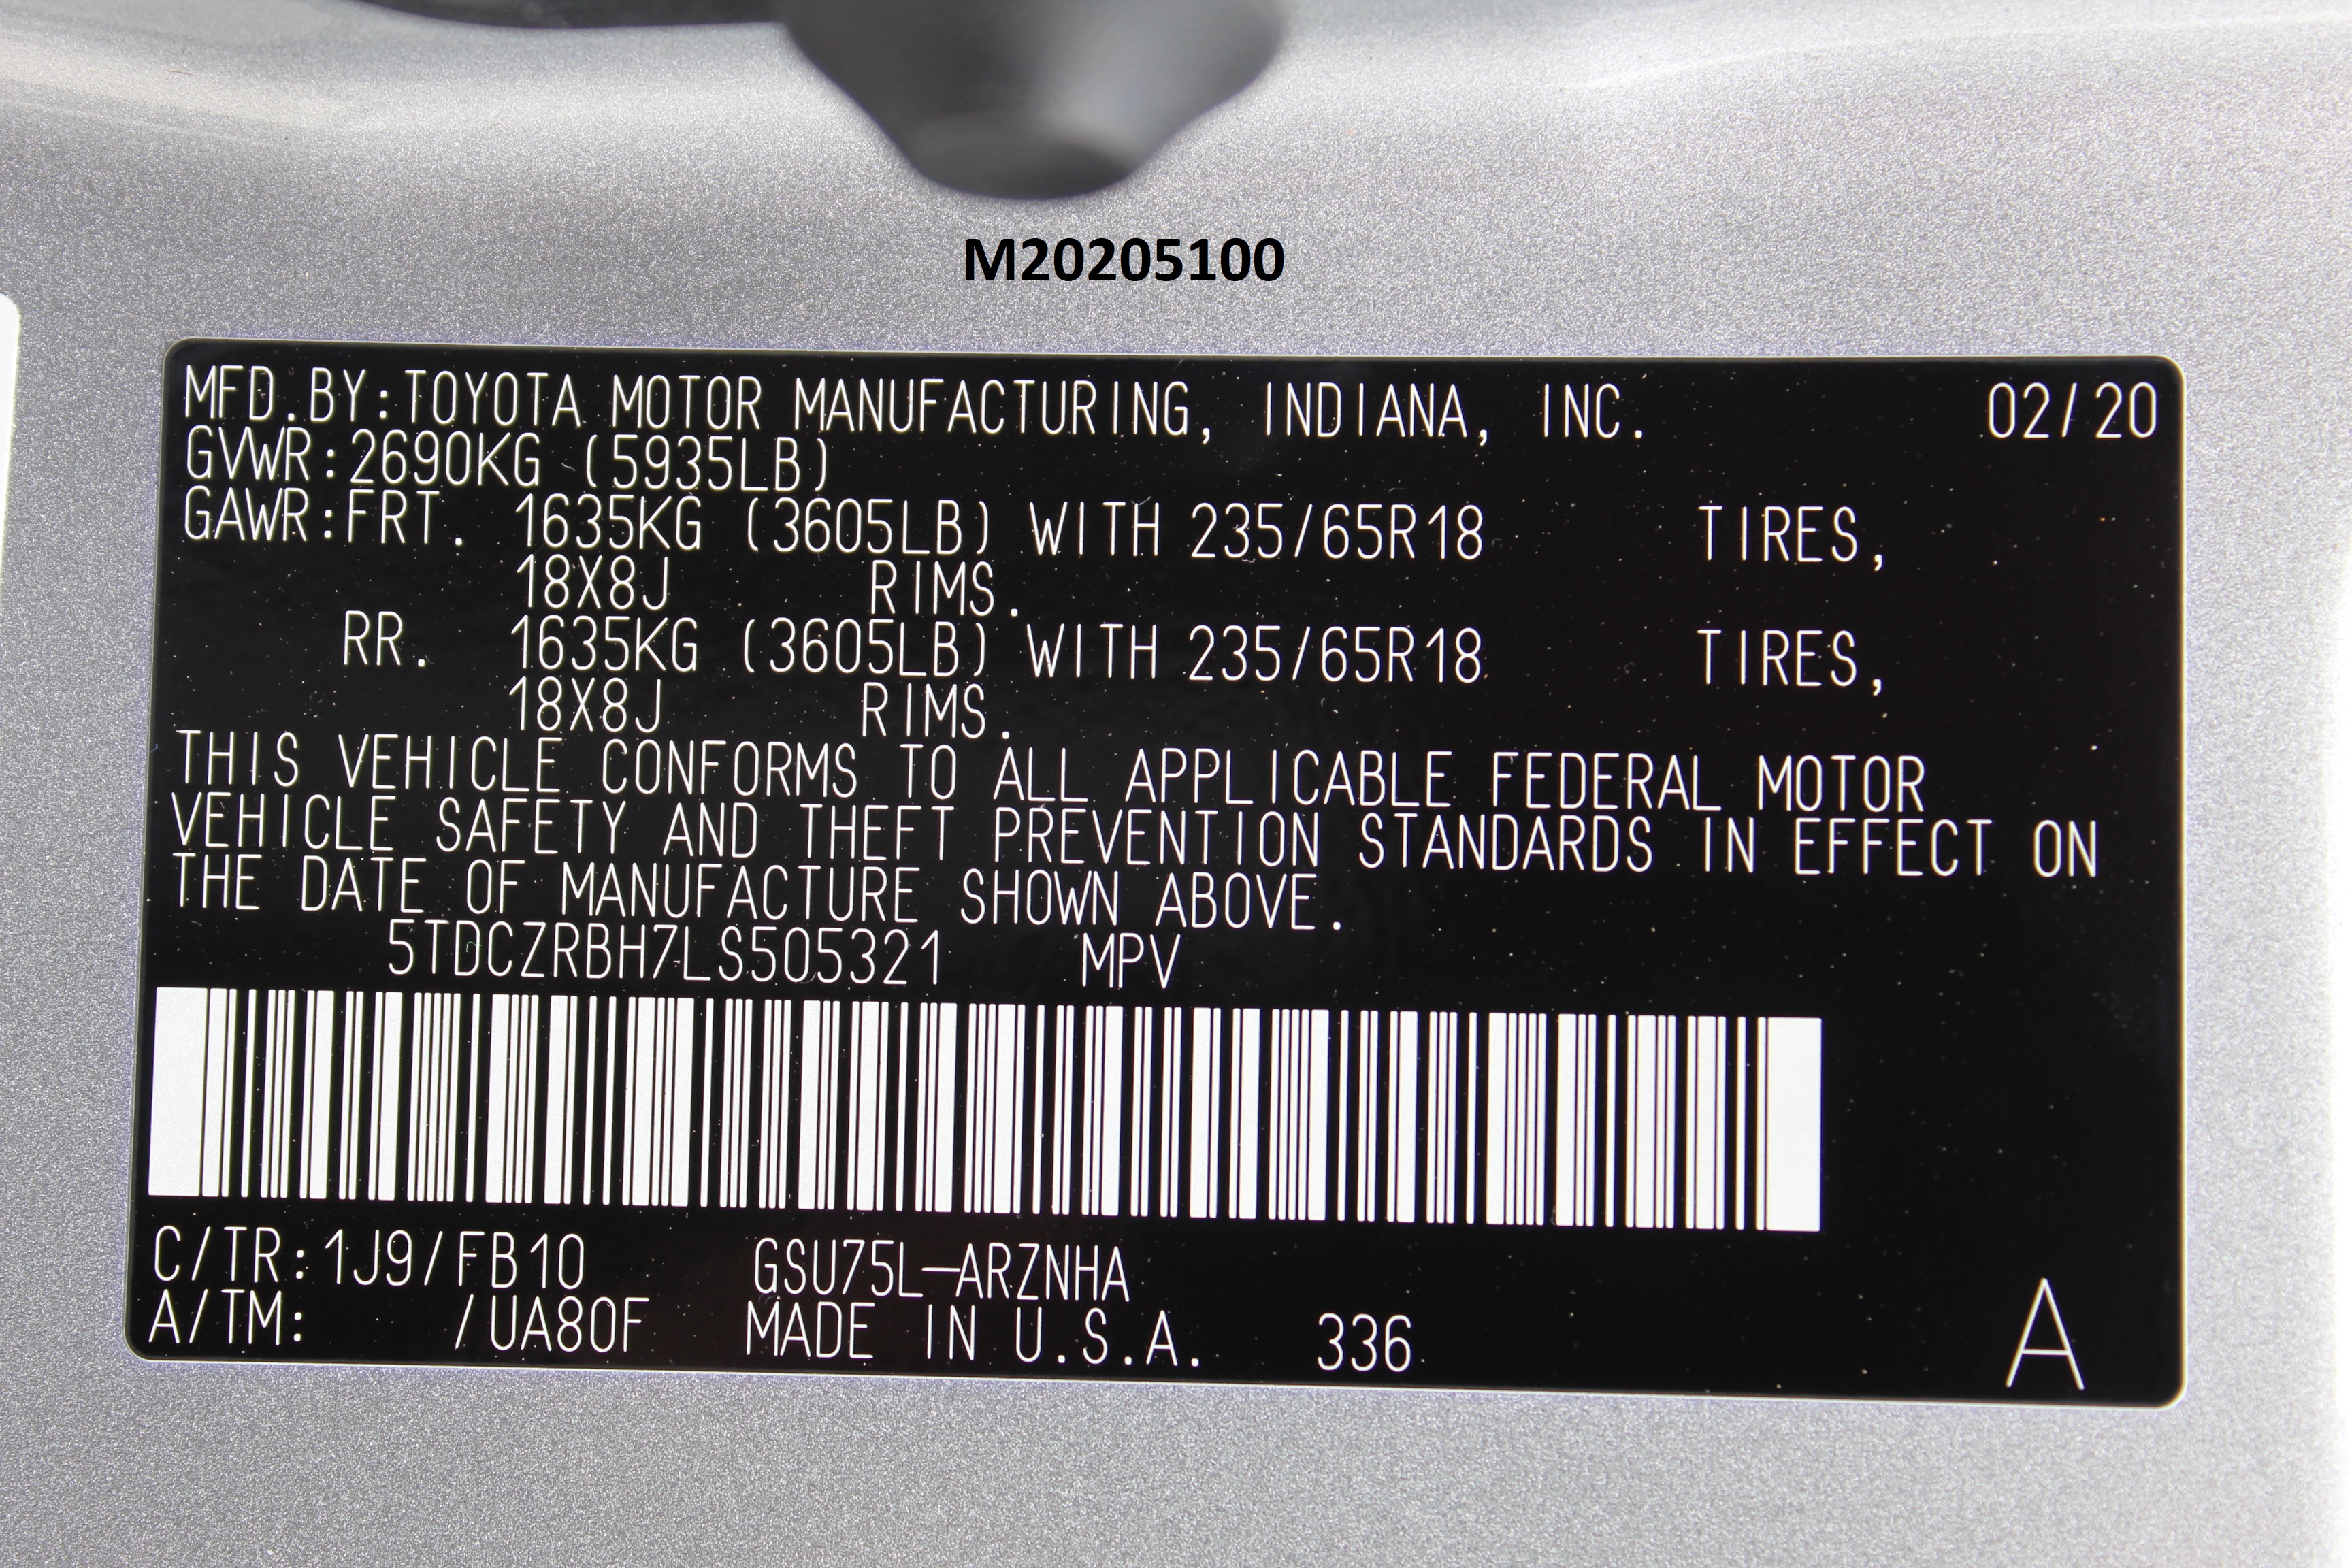 M20205100
MFD.BY:TOYOTA MOTOR MANUFACTURING, INDIANA, INC. 02/20
GVWR:2690KG (5935LB)
GAWR:FRT. 1635KG (3605LB) WITH 235/65R18 TIRES,
18X8J RIMS.
RR. 1635KG (3605LB) WITH 235/65R18 TIRES,
18X8J RIMS.
THIS VEHICLE CONFORMS TO ALL APPLICABLE FEDERAL MOTOR
VEHICLE SAFETY AND THEFT PREVENTION STANDARDS IN EFFECT ON
THE DATE OF MANUFACTURE SHOWN ABOVE.
5TDCZRBH7LS505321 MPV
C/TR:1J9/FB10 GSU75L-ARZNHA
A/TM: /UA80F MADE IN U.S.A. 336 A